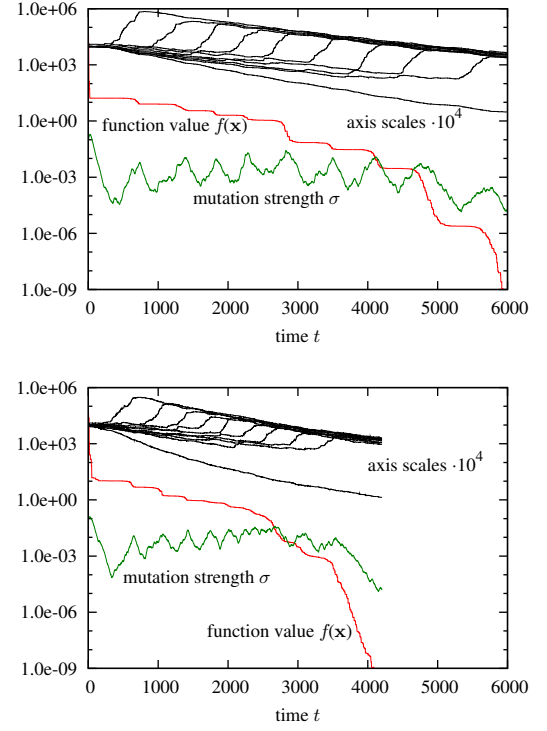 1.0e+06
1.0e+03
axis scales ·10^4
function value f(x)
1.0e+00
1.0e-03
mutation strength σ
1.0e-06
1.0e-09
0 1000 2000 3000 4000 5000 6000
time t
1.0e+06
1.0e+03
axis scales ·10^4
1.0e+00
1.0e-03
mutation strength σ
1.0e-06
function value f(x)
1.0e-09
0 1000 2000 3000 4000 5000 6000
time t